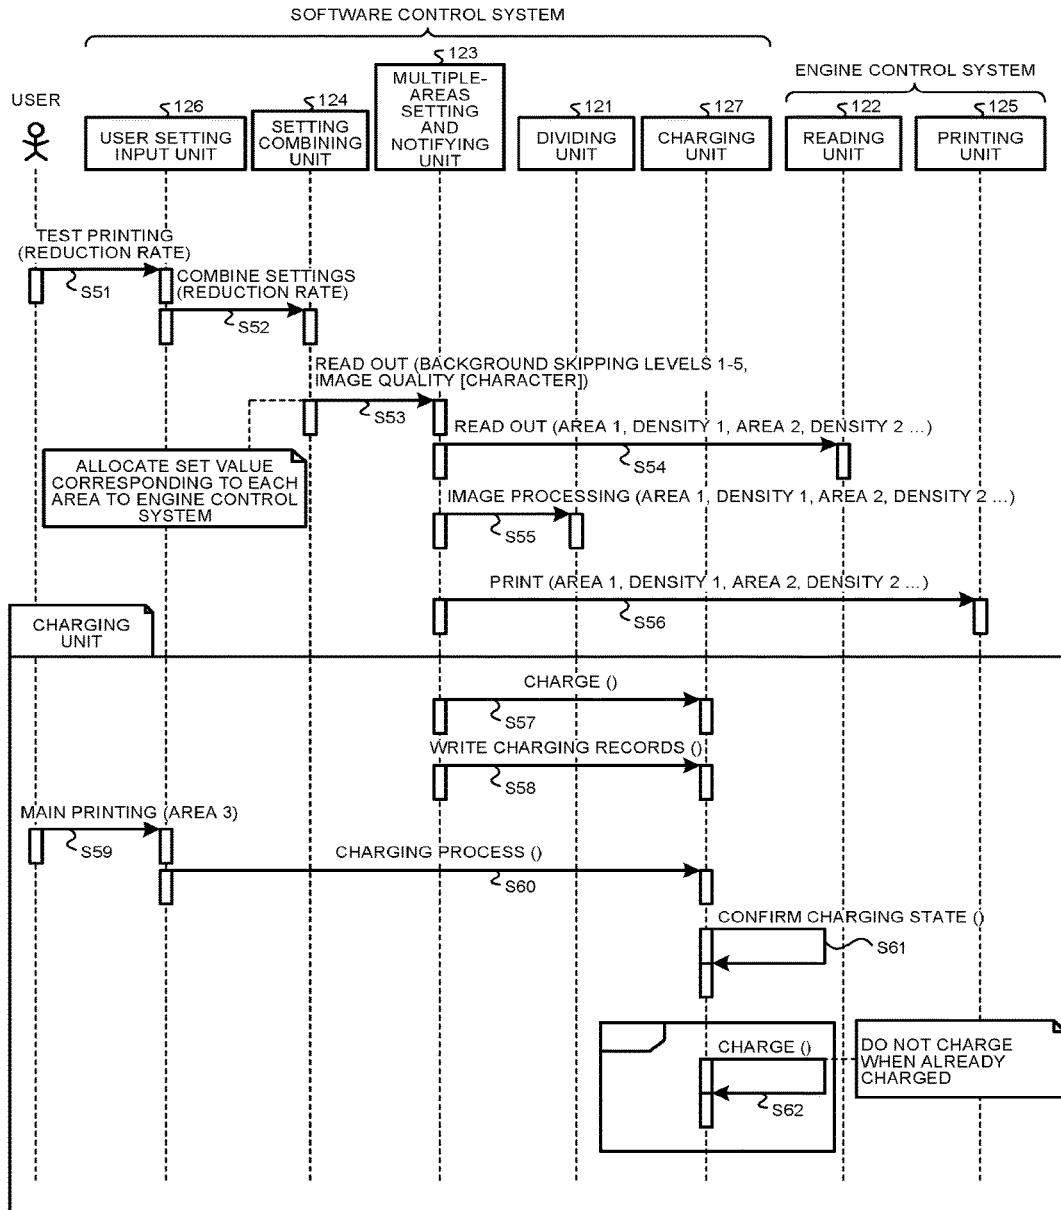 SOFTWARE CONTROL SYSTEM
ENGINE CONTROL SYSTEM
USER
126
USER SETTING
INPUT UNIT
124
SETTING
COMBINING
UNIT
123
MULTIPLE-
AREAS
SETTING
AND
NOTIFYING
UNIT
121
DIVIDING
UNIT
127
CHARGING
UNIT
122
READING
UNIT
125
PRINTING
UNIT
TEST PRINTING
(REDUCTION RATE)
S51
COMBINE SETTINGS
(REDUCTION RATE)
S52
READ OUT (BACKGROUND SKIPPING LEVELS 1-5,
IMAGE QUALITY [CHARACTER])
S53
READ OUT (AREA 1, DENSITY 1, AREA 2, DENSITY 2 ...)
S54
ALLOCATE SET VALUE
CORRESPONDING TO EACH
AREA TO ENGINE CONTROL
SYSTEM
IMAGE PROCESSING (AREA 1, DENSITY 1, AREA 2, DENSITY 2 ...)
S55
PRINT (AREA 1, DENSITY 1, AREA 2, DENSITY 2 ...)
S56
CHARGING
UNIT
CHARGE ()
S57
WRITE CHARGING RECORDS ()
S58
MAIN PRINTING (AREA 3)
S59
CHARGING PROCESS ()
S60
CONFIRM CHARGING STATE ()
S61
CHARGE ()
S62
DO NOT CHARGE
WHEN ALREADY
CHARGED